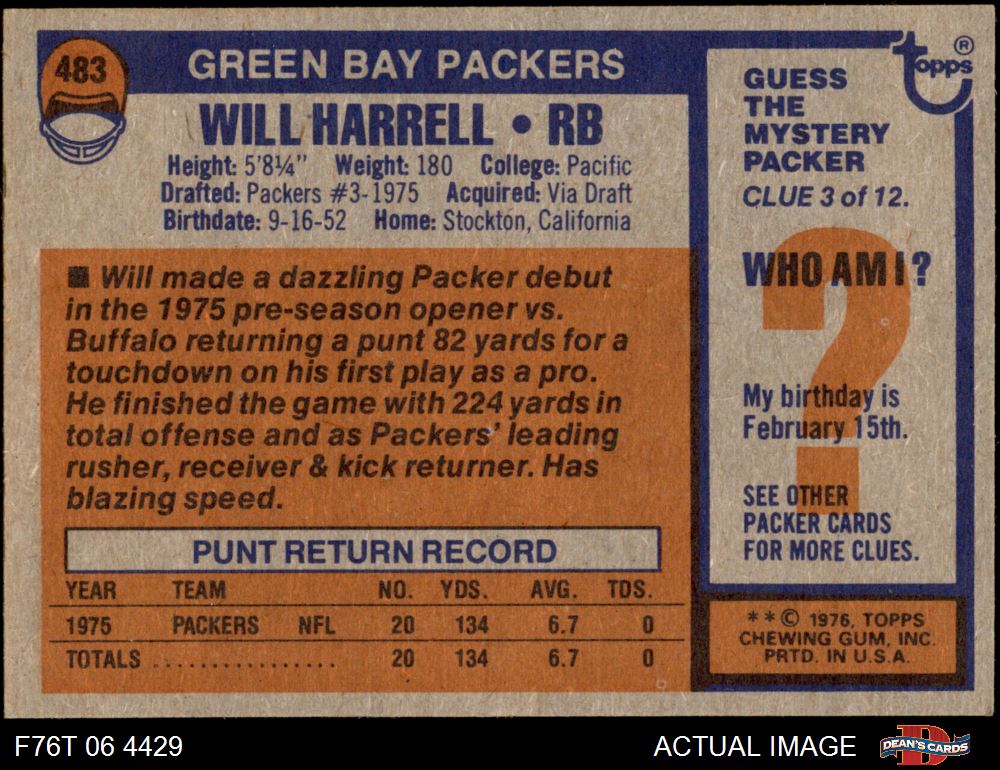 483
GREEN BAY PACKERS
WILL HARRELL • RB
Height: 5'8¼" Weight: 180 College: Pacific
Drafted: Packers #3-1975 Acquired: Via Draft
Birthdate: 9-16-52 Home: Stockton, California
■ Will made a dazzling Packer debut
in the 1975 pre-season opener vs.
Buffalo returning a punt 82 yards for a
touchdown on his first play as a pro.
He finished the game with 224 yards in
total offense and as Packers' leading
rusher, receiver & kick returner. Has
blazing speed.
PUNT RETURN RECORD
YEAR TEAM NO. YDS. AVG. TDS.
1975 PACKERS NFL 20 134 6.7 0
TOTALS ................. 20 134 6.7 0
topps ®
GUESS
THE
MYSTERY
PACKER
CLUE 3 of 12.
WHO AM I ?
?
My birthday is
February 15th.
SEE OTHER
PACKER CARDS
FOR MORE CLUES.
**© 1976, TOPPS
CHEWING GUM, INC.
PRTD. IN U.S.A.
F76T 06 4429
ACTUAL IMAGE
DEAN'S CARDS